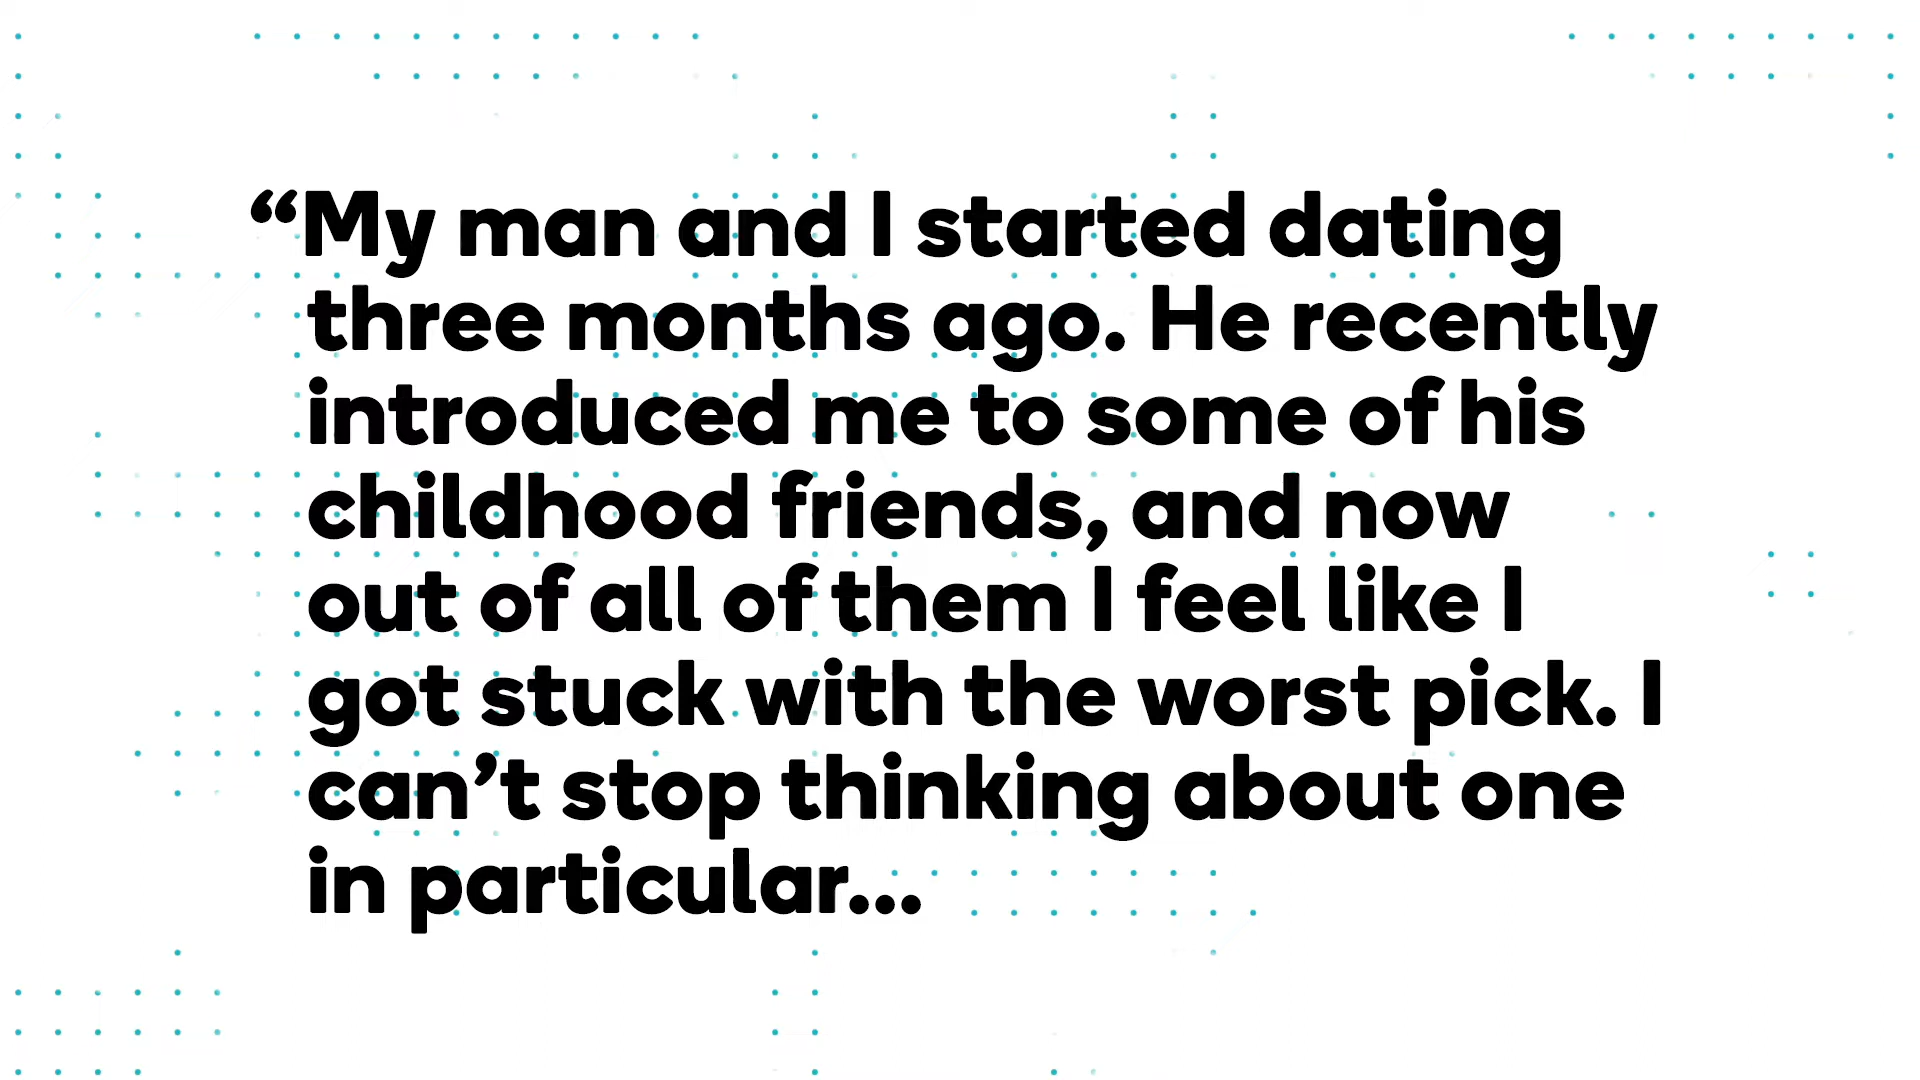 “My man and I started dating
three months ago. He recently
introduced me to some of his
childhood friends, and now
out of all of them I feel like I
got stuck with the worst pick. I
can’t stop thinking about one
in particular...